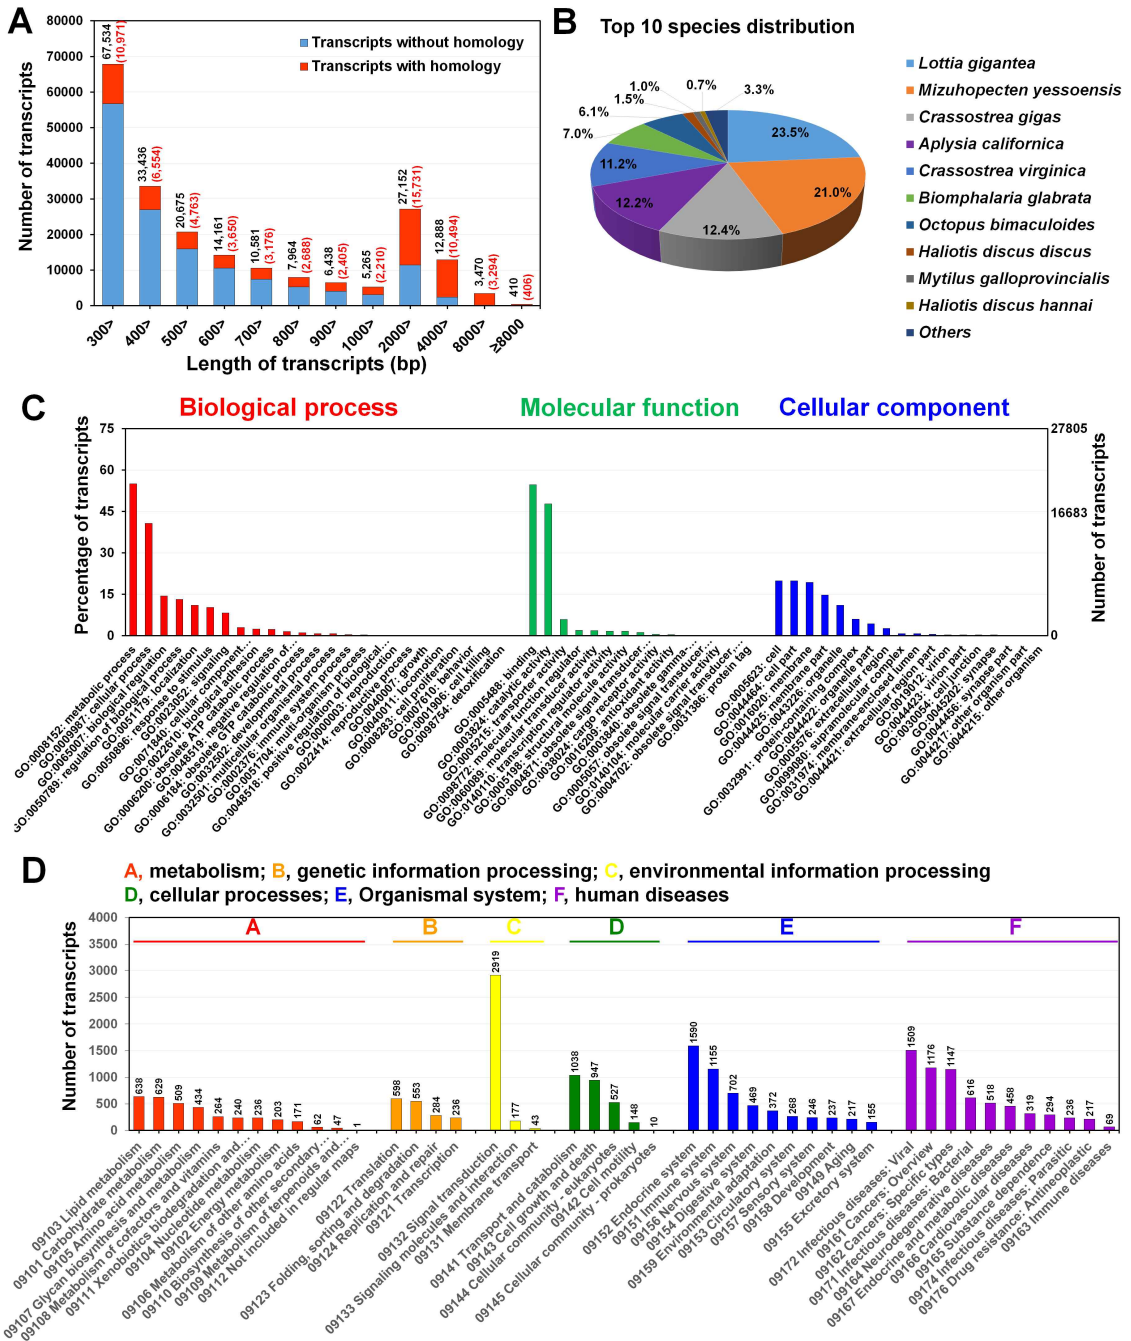 A
Number of transcripts
80000
70000
60000
50000
40000
30000
20000
10000
0
Transcripts without homology
Transcripts with homology
67,534
(10,971)
33,436
(6,554)
20,675
(4,763)
14,161
(3,650)
10,581
(3,176)
7,964
(2,688)
6,438
(2,405)
5,265
(2,210)
27,152
(15,731)
12,888
(10,494)
3,470
(3,294)
410
(406)
300>
400>
500>
600>
700>
800>
900>
1000>
2000>
4000>
8000>
≥8000
Length of transcripts (bp)
B
Top 10 species distribution
23.5%
21.0%
12.4%
12.2%
11.2%
7.0%
6.1%
1.5%
1.0%
0.7%
3.3%
Lottia gigantea
Mizuhopecten yessoensis
Crassostrea gigas
Aplysia californica
Crassostrea virginica
Biomphalaria glabrata
Octopus bimaculoides
Haliotis discus discus
Mytilus galloprovincialis
Haliotis discus hannai
Others
C
Biological process
Molecular function
Cellular component
Percentage of transcripts
75
60
45
30
15
0
27805
16683
0
Number of transcripts
GO:0008152: metabolic process
GO:0009987: cellular process
GO:0065007: biological regulation
GO:0050789: regulation of biological process
GO:0051179: localization
GO:0050896: response to stimulus
GO:0023052: signaling
GO:0071840: cellular component…
GO:0022610: biological adhesion
GO:0006200: obsolete ATP catabolic process
GO:0048519: negative regulation of…
GO:0006184: obsolete GTP catabolic process
GO:0032502: developmental process
GO:0032501: multicellular organismal process
GO:0002376: immune system process
GO:0051704: multi-organism process
GO:0048518: positive regulation of biological…
GO:0000003: reproduction
GO:0022414: reproductive process
GO:0040007: growth
GO:0040011: locomotion
GO:0008283: cell proliferation
GO:0007610: behavior
GO:0001906: cell killing
GO:0098754: detoxification
GO:0005488: binding
GO:0003824: catalytic activity
GO:0005215: transporter activity
GO:0098772: molecular function regulator
GO:0060089: molecular transducer activity
GO:0140110: transcription regulator activity
GO:0005198: structural molecule activity
GO:0004871: obsolete signal transducer…
GO:0038024: cargo receptor activity
GO:0016209: antioxidant activity
GO:0003840: obsolete gamma-…
GO:0005057: obsolete signal transducer…
GO:0140104: molecular carrier activity
GO:0004702: obsolete signal transducer…
GO:0031386: protein tag
GO:0005623: cell
GO:0044464: cell part
GO:0016020: membrane
GO:0044425: membrane part
GO:0043226: organelle
GO:0032991: protein-containing complex
GO:0044422: organelle part
GO:0005576: extracellular region
GO:0099080: supramolecular complex
GO:0031974: membrane-enclosed lumen
GO:0044421: extracellular region part
GO:0019012: virion
GO:0044423: virion part
GO:0030054: cell junction
GO:0045202: synapse
GO:0044456: synapse part
GO:0044217: other organism part
GO:0044215: other organism
D
A, metabolism; B, genetic information processing; C, environmental information processing
D, cellular processes; E, Organismal system; F, human diseases
Number of transcripts
4000
3500
3000
2500
2000
1500
1000
500
0
A
B
C
D
E
F
638
629
509
434
264
240
236
203
171
62
47
1
598
553
284
236
2919
177
43
1038
947
527
148
10
1590
1155
702
469
372
268
246
237
217
155
1509
1176
1147
616
518
458
319
294
236
217
69
09103 Lipid metabolism
09101 Carbohydrate metabolism
09105 Amino acid metabolism
09107 Glycan biosynthesis and metabolism
09108 Metabolism of cofactors and vitamins
09111 Xenobiotics biodegradation and…
09104 Nucleotide metabolism
09102 Energy metabolism
09106 Metabolism of other amino acids
09110 Biosynthesis of other secondary…
09109 Metabolism of terpenoids and…
09112 Not included in regular maps
09122 Translation
09123 Folding, sorting and degradation
09124 Replication and repair
09121 Transcription
09132 Signal transduction
09133 Signaling molecules and interaction
09131 Membrane transport
09141 Transport and catabolism
09143 Cell growth and death
09144 Cellular community - eukaryotes
09142 Cell motility
09145 Cellular community - prokaryotes
09152 Endocrine system
09151 Immune system
09156 Nervous system
09154 Digestive system
09159 Environmental adaptation
09153 Circulatory system
09157 Sensory system
09158 Development
09149 Aging
09155 Excretory system
09172 Infectious diseases: Viral
09161 Cancers: Overview
09162 Cancers: Specific types
09171 Infectious diseases: Bacterial
09164 Neurodegenerative diseases
09167 Endocrine and metabolic diseases
09166 Cardiovascular diseases
09165 Substance dependence
09174 Infectious diseases: Parasitic
09176 Drug resistance: Antineoplastic
09163 Immune diseases